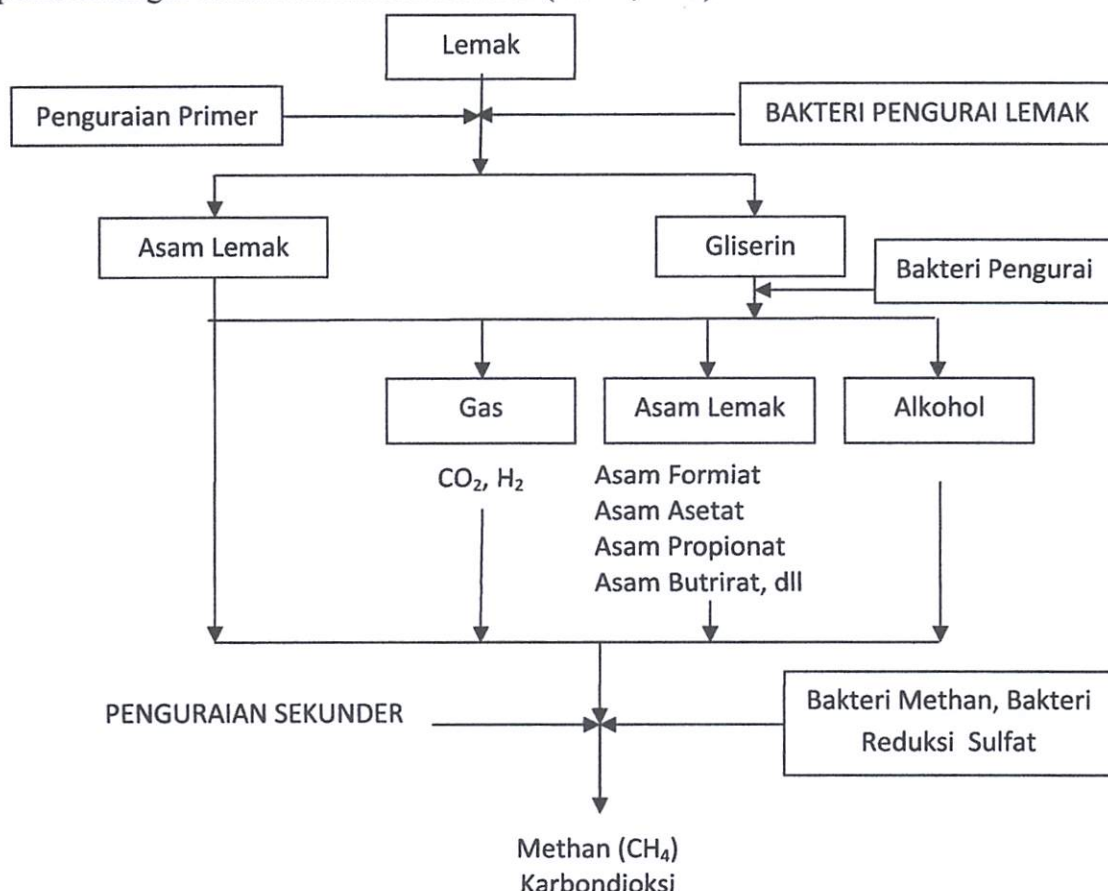 Lemak
Penguraian Primer
BAKTERI PENGURAI LEMAK
Asam Lemak
Gliserin
Bakteri Pengurai
Gas
Asam Lemak
Alkohol
CO₂, H₂
Asam Formiat
Asam Asetat
Asam Propionat
Asam Butrirat, dll
PENGURAIAN SEKUNDER
Bakteri Methan, Bakteri
Reduksi Sulfat
Methan (CH₄)
Karbondioksi